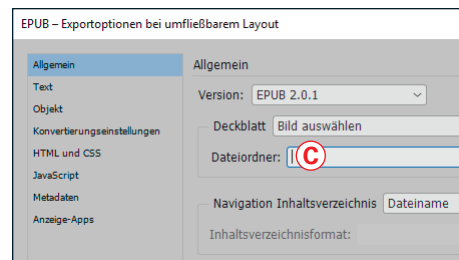 EPUB – Exportoptionen bei umfließbarem Layout
Allgemein
Text
Objekt
Konvertierungseinstellungen
HTML und CSS
JavaScript
Metadaten
Anzeige-Apps
Allgemein
Version: EPUB 2.0.1
Deckblatt Bild auswählen
Dateiordner: C
Navigation Inhaltsverzeichnis Dateiname
Inhaltsverzeichnisformat: